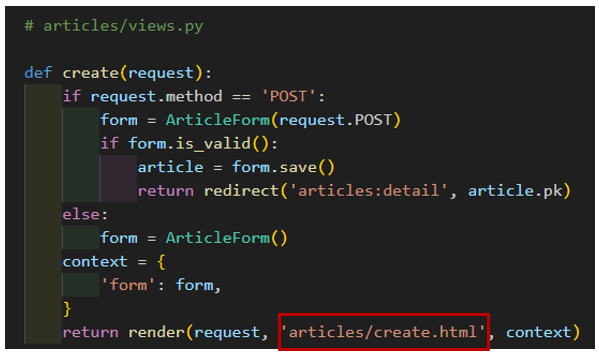 # articles/views.py
def create(request):
    if request.method == 'POST':
        form = ArticleForm(request.POST)
        if form.is_valid():
            article = form.save()
            return redirect('articles:detail', article.pk)
    else:
        form = ArticleForm()
    context = {
        'form': form,
    }
    return render(request, 'articles/create.html', context)